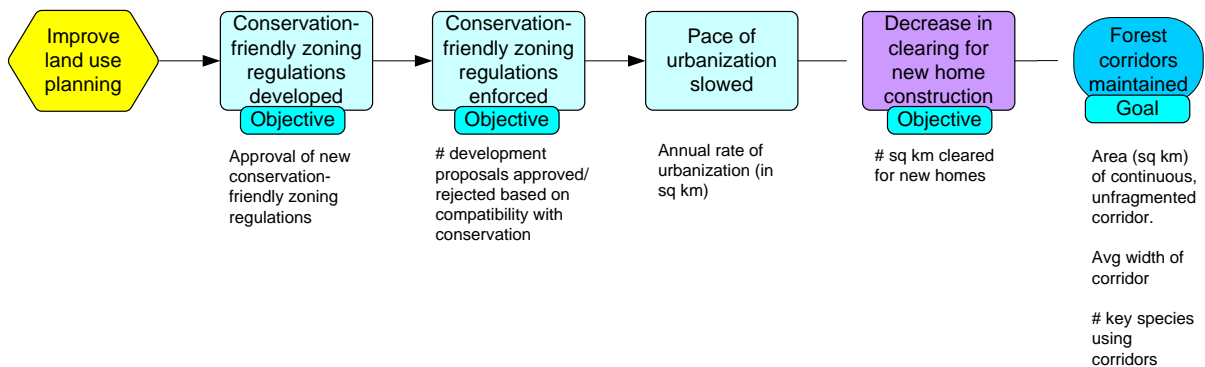 Improve
land use
planning
Conservation-
friendly zoning
regulations
developed
Objective
Approval of new
conservation-
friendly zoning
regulations
Conservation-
friendly zoning
regulations
enforced
Objective
# development
proposals approved/
rejected based on
compatibility with
conservation
Pace of
urbanization
slowed
Annual rate of
urbanization (in
sq km)
Decrease in
clearing for
new home
construction
Objective
# sq km cleared
for new homes
Forest
corridors
maintained
Goal
Area (sq km)
of continuous,
unfragmented
corridor.
Avg width of
corridor
# key species
using
corridors